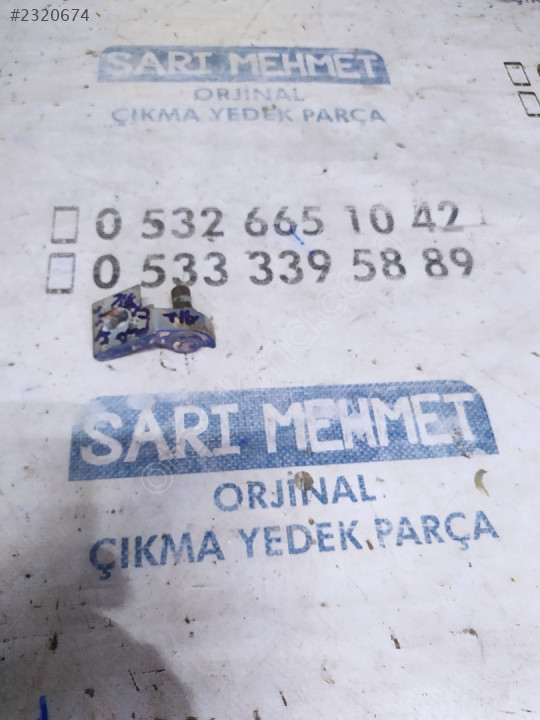 #2320674
SARI MEHMET
ORJİNAL
ÇIKMA YEDEK PARÇA
0 532 665 10 42
0 533 339 58 89
SARI MEHMET
ORJİNAL
ÇIKMA YEDEK PARÇA